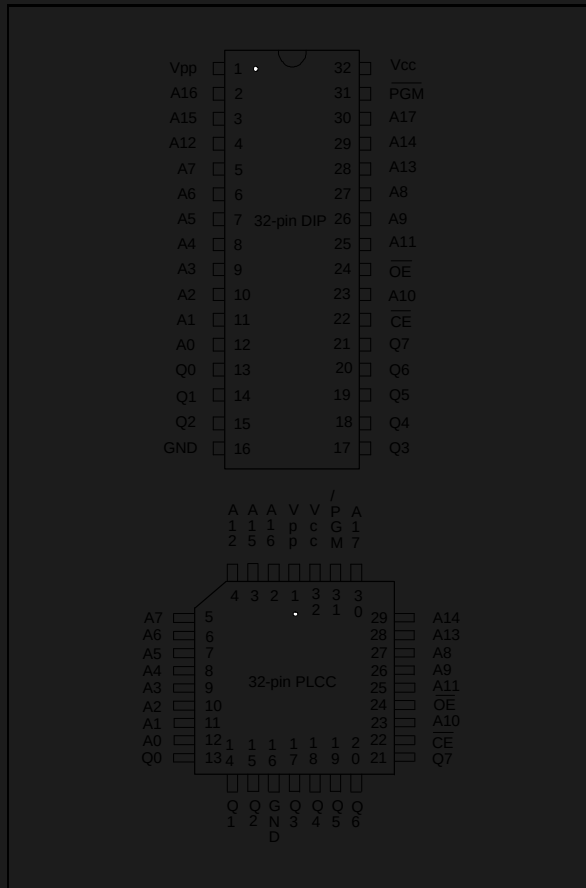 Vpp 1 32 Vcc
A16 2 31 PGM
A15 3 30 A17
A12 4 29 A14
A7 5 28 A13
A6 6 27 A8
A5 7 32-pin DIP 26 A9
A4 8 25 A11
A3 9 24 OE
A2 10 23 A10
A1 11 22 CE
A0 12 21 Q7
Q0 13 20 Q6
Q1 14 19 Q5
Q2 15 18 Q4
GND 16 17 Q3
A12 A15 A16 Vpp Vcc /PGM A17
4 3 2 1 32 31 30
A7 5 29 A14
A6 6 28 A13
A5 7 27 A8
A4 8 26 A9
A3 9 32-pin PLCC 25 A11
A2 10 24 OE
A1 11 23 A10
A0 12 22 CE
Q0 13 21 Q7
14 15 16 17 18 19 20
Q1 Q2 GND Q3 Q4 Q5 Q6